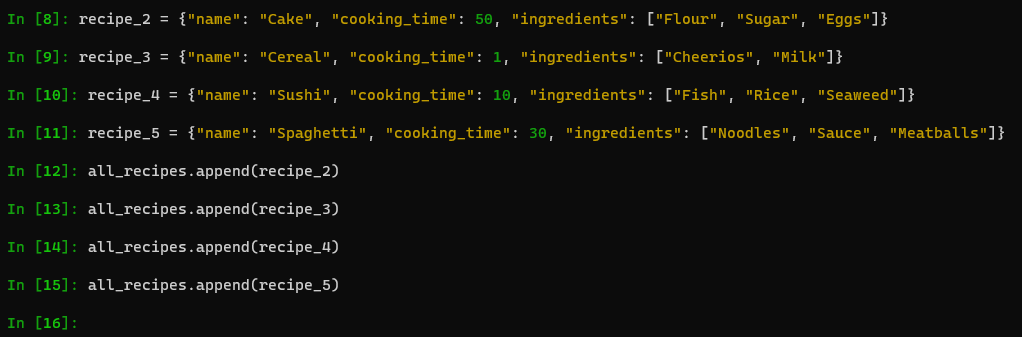 In [8]: recipe_2 = {"name": "Cake", "cooking_time": 50, "ingredients": ["Flour", "Sugar", "Eggs"]}
In [9]: recipe_3 = {"name": "Cereal", "cooking_time": 1, "ingredients": ["Cheerios", "Milk"]}
In [10]: recipe_4 = {"name": "Sushi", "cooking_time": 10, "ingredients": ["Fish", "Rice", "Seaweed"]}
In [11]: recipe_5 = {"name": "Spaghetti", "cooking_time": 30, "ingredients": ["Noodles", "Sauce", "Meatballs"]}
In [12]: all_recipes.append(recipe_2)
In [13]: all_recipes.append(recipe_3)
In [14]: all_recipes.append(recipe_4)
In [15]: all_recipes.append(recipe_5)
In [16]: